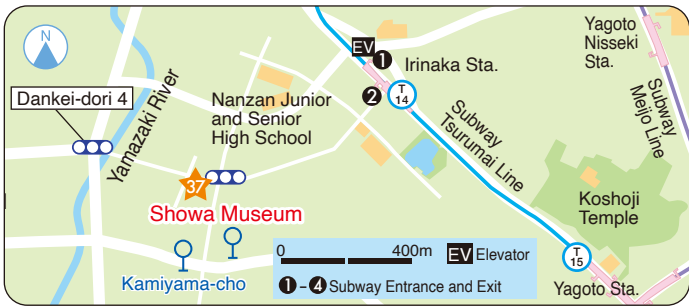 N
Dankei-dori 4
Yamazaki River
Nanzan Junior
and Senior
High School
EV
1
2
Irinaka Sta.
T
14
Subway
Tsurumai Line
Yagoto
Nisseki
Sta.
Subway
Meijo Line
Koshoji
Temple
T
15
Yagoto Sta.
37
Showa Museum
Kamiyama-cho
0 400m EV Elevator
1 – 4 Subway Entrance and Exit